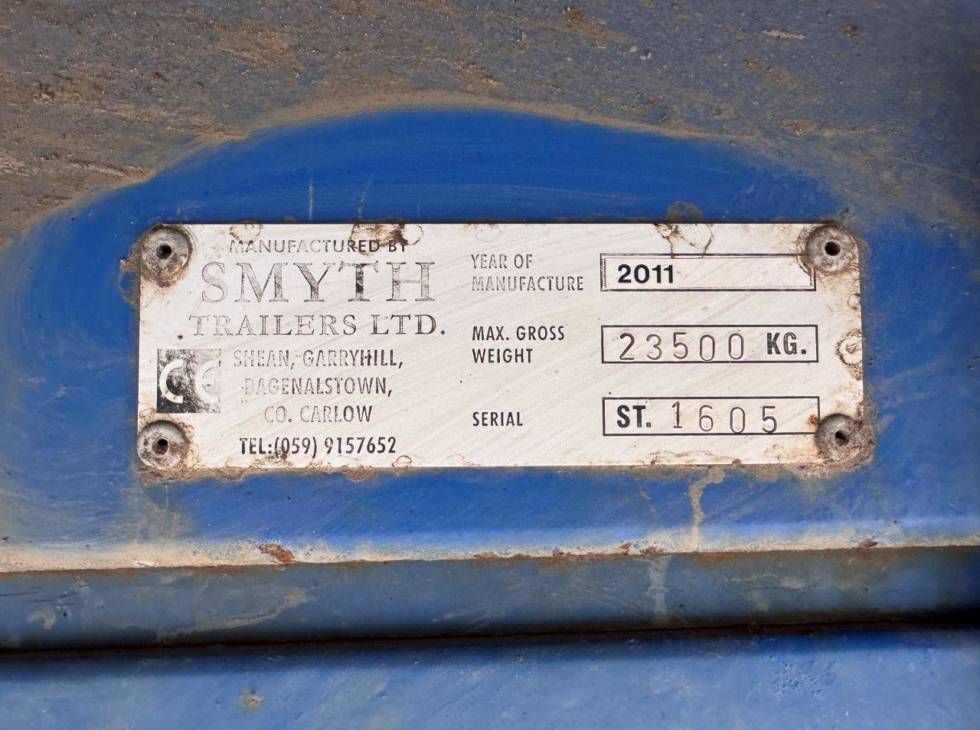 MANUFACTURED BY
SMYTH
TRAILERS LTD.
CE
SHEAN, GARRYHILL,
BAGENALSTOWN,
CO. CARLOW
TEL:(059) 9157652
YEAR OF
MANUFACTURE
2011
MAX. GROSS
WEIGHT
23500 KG.
SERIAL
ST. 1605